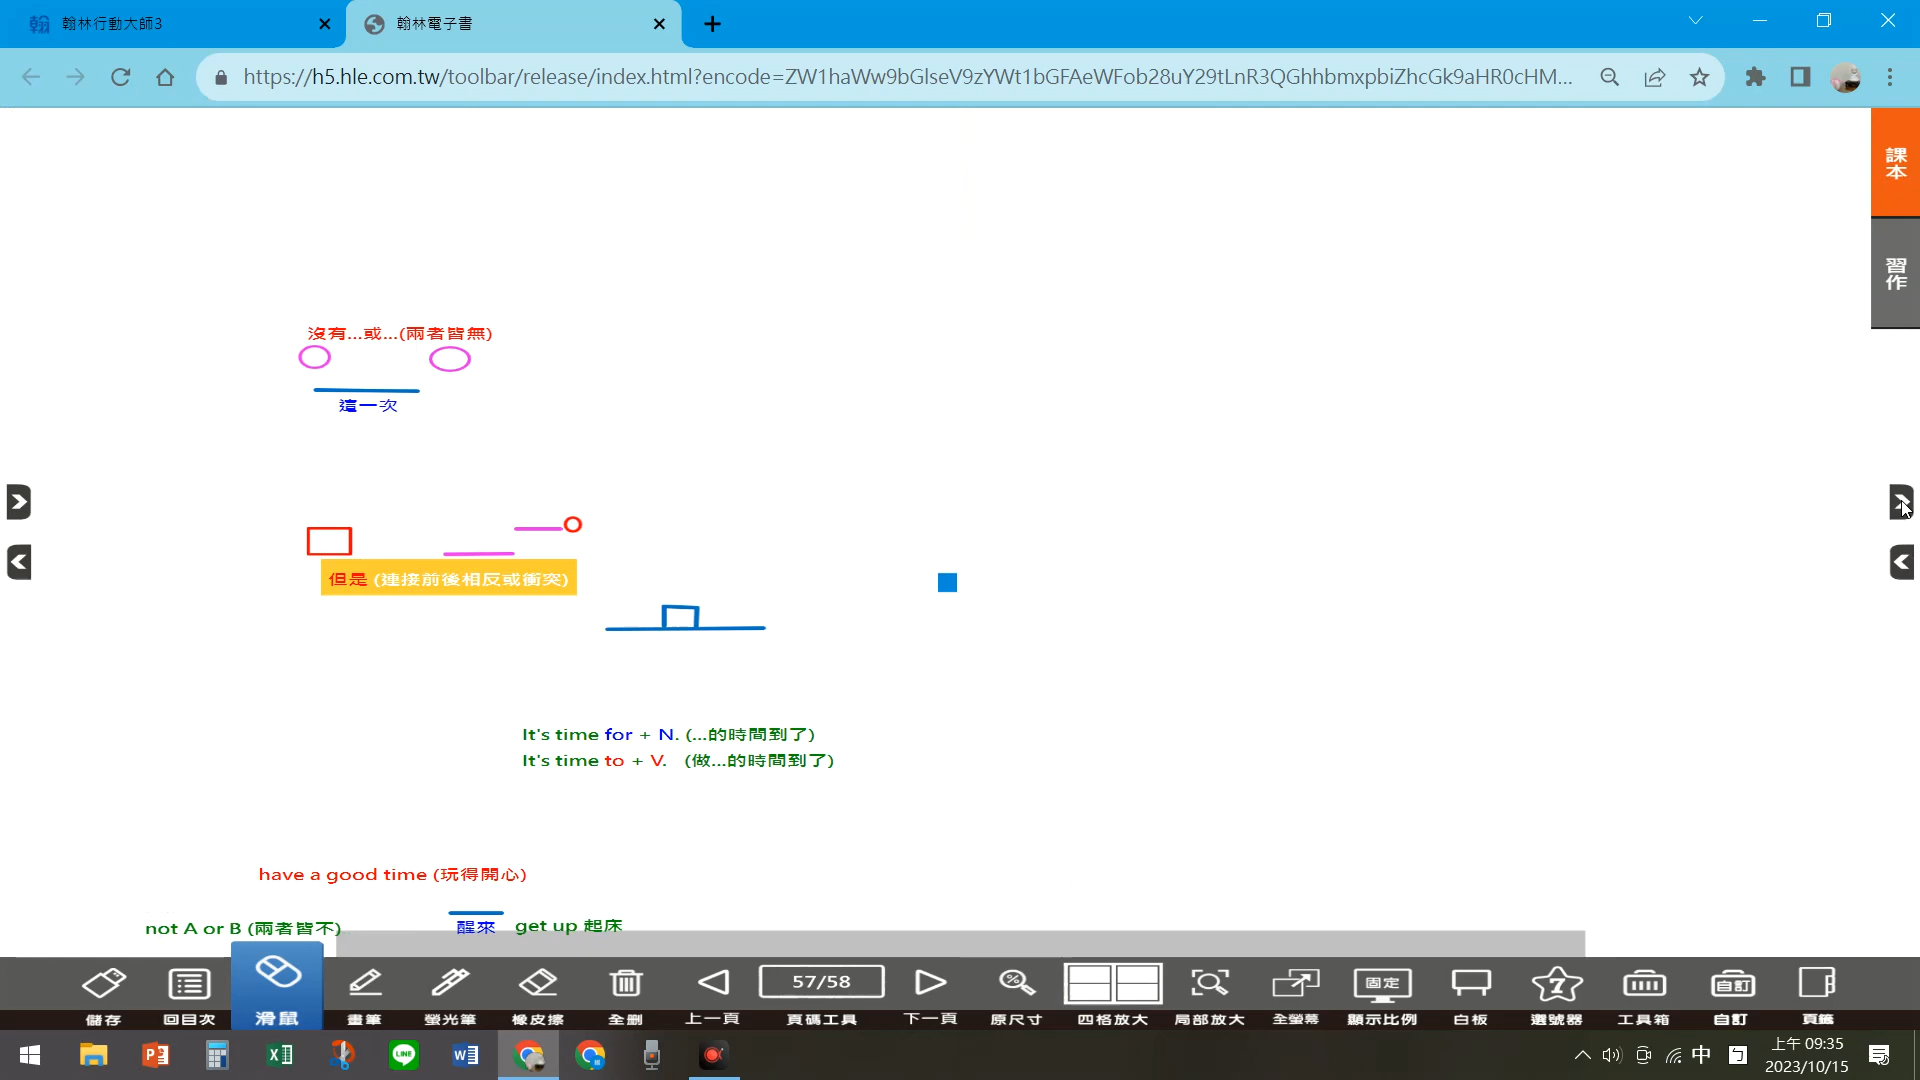 翰林行動大師3
翰林電子書
https://h5.hle.com.tw/toolbar/release/index.html?encode=ZW1haWw9bGlseV9zYWt1bGFAeWFob28uY29tLnR3QGhhbmxpbiZhcGk9aHR0cHM...
課本
習作
沒有...或...(兩者皆無)
這一次
但是 (連接前後相反或衝突)
It's time for + N. (...的時間到了)
It's time to + V. (做...的時間到了)
have a good time (玩得開心)
not A or B (兩者皆不)
醒來
get up 起床
57/58
固定
自訂
儲存
回目次
滑鼠
畫筆
螢光筆
橡皮擦
全刪
上一頁
頁碼工具
下一頁
原尺寸
四格放大
局部放大
全螢幕
顯示比例
白板
選號器
工具箱
自訂
頁籤
中
上午 09:35
2023/10/15